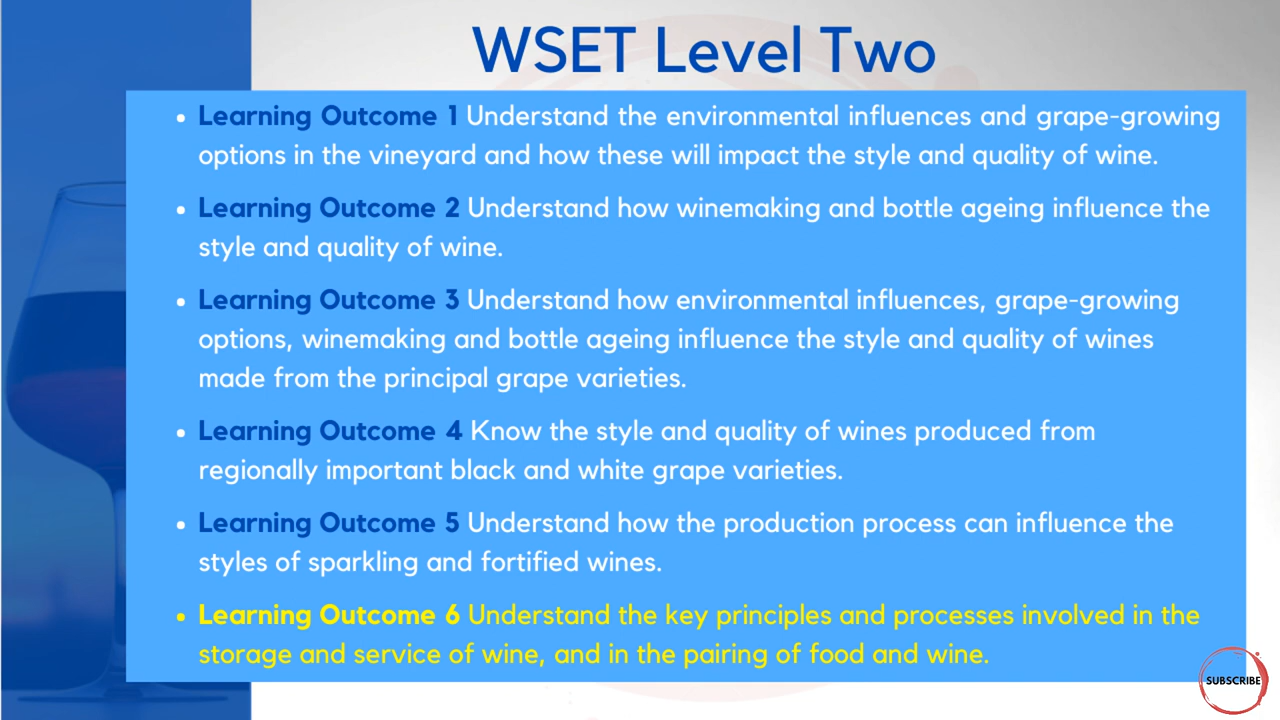 WSET Level Two
• Learning Outcome 1 Understand the environmental influences and grape-growing
options in the vineyard and how these will impact the style and quality of wine.
• Learning Outcome 2 Understand how winemaking and bottle ageing influence the
style and quality of wine.
• Learning Outcome 3 Understand how environmental influences, grape-growing
options, winemaking and bottle ageing influence the style and quality of wines
made from the principal grape varieties.
• Learning Outcome 4 Know the style and quality of wines produced from
regionally important black and white grape varieties.
• Learning Outcome 5 Understand how the production process can influence the
styles of sparkling and fortified wines.
• Learning Outcome 6 Understand the key principles and processes involved in the
storage and service of wine, and in the pairing of food and wine.
SUBSCRIBE